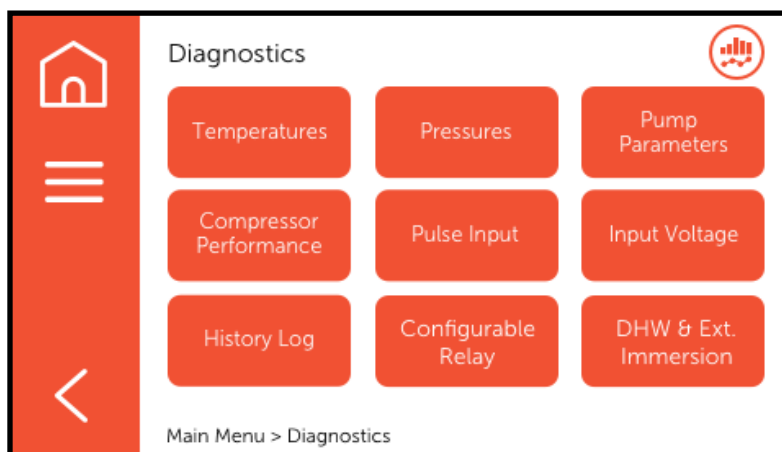 Diagnostics
Temperatures
Pressures
Pump
Parameters
Compressor
Performance
Pulse Input
Input Voltage
History Log
Configurable
Relay
DHW & Ext.
Immersion
Main Menu > Diagnostics